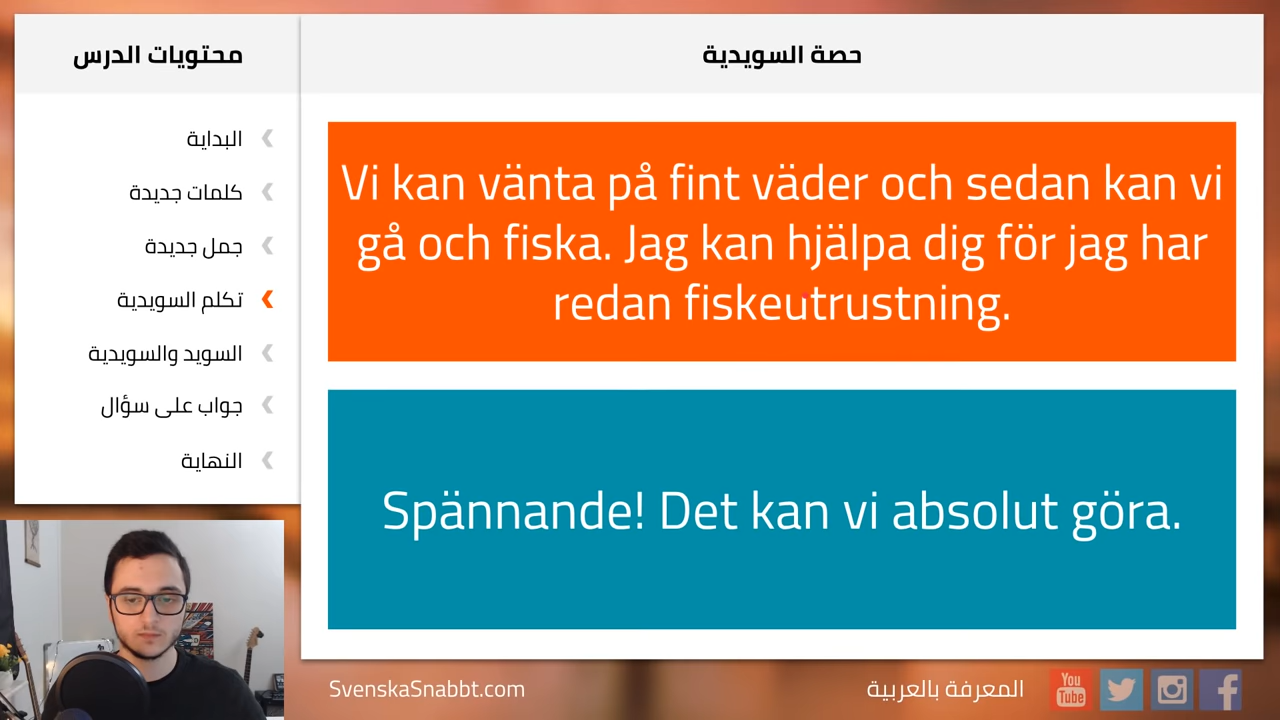 محتويات الدرس
البداية
كلمات جديدة
جمل جديدة
تكلم السويدية
السويد والسويدية
جواب على سؤال
النهاية
حصة السويدية
Vi kan vänta på fint väder och sedan kan vi
gå och fiska. Jag kan hjälpa dig för jag har
redan fiskeutrustning.
Spännande! Det kan vi absolut göra.
SvenskaSnabbt.com
المعرفة بالعربية
You
Tube